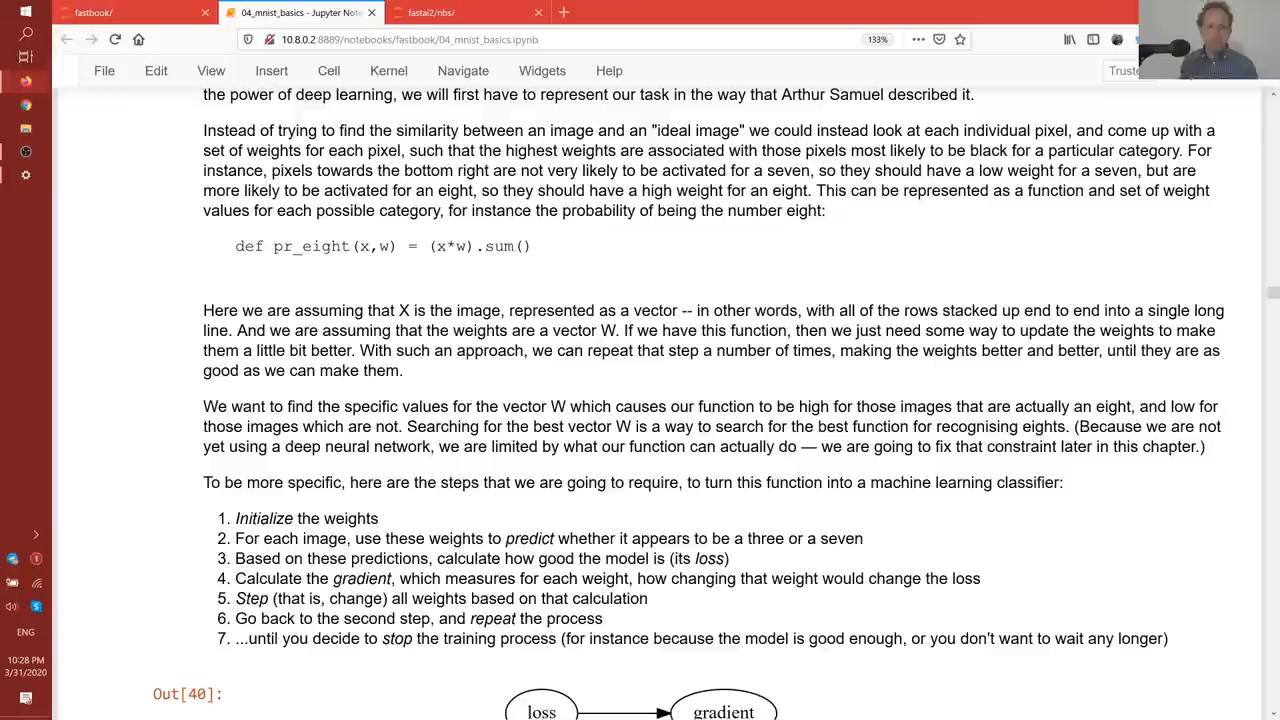 fastbook/
04_mnist_basics - Jupyter Note
fastai2/nbs/
10.8.0.2:8889/notebooks/fastbook/04_mnist_basics.ipynb
133%
File Edit View Insert Cell Kernel Navigate Widgets Help
Truste
the power of deep learning, we will first have to represent our task in the way that Arthur Samuel described it.
Instead of trying to find the similarity between an image and an "ideal image" we could instead look at each individual pixel, and come up with a
set of weights for each pixel, such that the highest weights are associated with those pixels most likely to be black for a particular category. For
instance, pixels towards the bottom right are not very likely to be activated for a seven, so they should have a low weight for a seven, but are
more likely to be activated for an eight, so they should have a high weight for an eight. This can be represented as a function and set of weight
values for each possible category, for instance the probability of being the number eight:
def pr_eight(x,w) = (x*w).sum()
Here we are assuming that X is the image, represented as a vector -- in other words, with all of the rows stacked up end to end into a single long
line. And we are assuming that the weights are a vector W. If we have this function, then we just need some way to update the weights to make
them a little bit better. With such an approach, we can repeat that step a number of times, making the weights better and better, until they are as
good as we can make them.
We want to find the specific values for the vector W which causes our function to be high for those images that are actually an eight, and low for
those images which are not. Searching for the best vector W is a way to search for the best function for recognising eights. (Because we are not
yet using a deep neural network, we are limited by what our function can actually do — we are going to fix that constraint later in this chapter.)
To be more specific, here are the steps that we are going to require, to turn this function into a machine learning classifier:
1. Initialize the weights
2. For each image, use these weights to predict whether it appears to be a three or a seven
3. Based on these predictions, calculate how good the model is (its loss)
4. Calculate the gradient, which measures for each weight, how changing that weight would change the loss
5. Step (that is, change) all weights based on that calculation
6. Go back to the second step, and repeat the process
7. ...until you decide to stop the training process (for instance because the model is good enough, or you don't want to wait any longer)
Out[40]:
loss
gradient
ENG
10:28 PM
3/31/2020